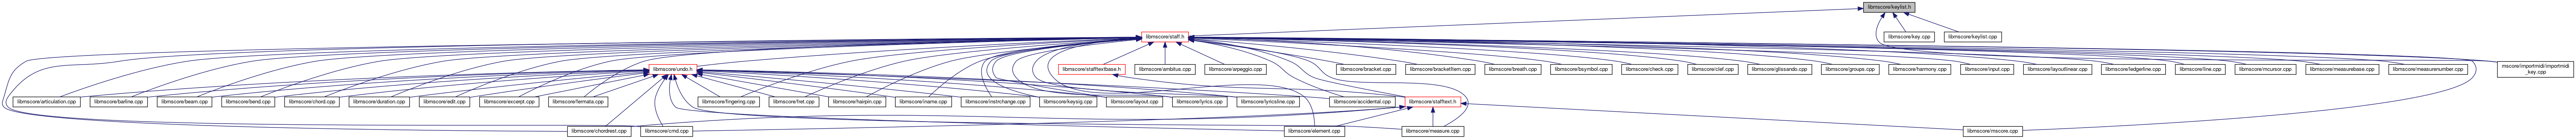 libmscore/keylist.h
libmscore/staff.h
libmscore/key.cpp
libmscore/keylist.cpp
libmscore/undo.h
libmscore/stafftextbase.h
libmscore/ambitus.cpp
libmscore/arpeggio.cpp
libmscore/bracket.cpp
libmscore/bracketItem.cpp
libmscore/breath.cpp
libmscore/bsymbol.cpp
libmscore/check.cpp
libmscore/clef.cpp
libmscore/glissando.cpp
libmscore/groups.cpp
libmscore/harmony.cpp
libmscore/input.cpp
libmscore/layoutlinear.cpp
libmscore/ledgerline.cpp
libmscore/line.cpp
libmscore/mcursor.cpp
libmscore/measurebase.cpp
libmscore/measurenumber.cpp
mscore/importmidi/importmidi
_key.cpp
libmscore/articulation.cpp
libmscore/barline.cpp
libmscore/beam.cpp
libmscore/bend.cpp
libmscore/chord.cpp
libmscore/duration.cpp
libmscore/edit.cpp
libmscore/excerpt.cpp
libmscore/fermata.cpp
libmscore/fingering.cpp
libmscore/fret.cpp
libmscore/hairpin.cpp
libmscore/iname.cpp
libmscore/instrchange.cpp
libmscore/keysig.cpp
libmscore/layout.cpp
libmscore/lyrics.cpp
libmscore/lyricsline.cpp
libmscore/accidental.cpp
libmscore/stafftext.h
libmscore/chordrest.cpp
libmscore/cmd.cpp
libmscore/element.cpp
libmscore/measure.cpp
libmscore/mscore.cpp